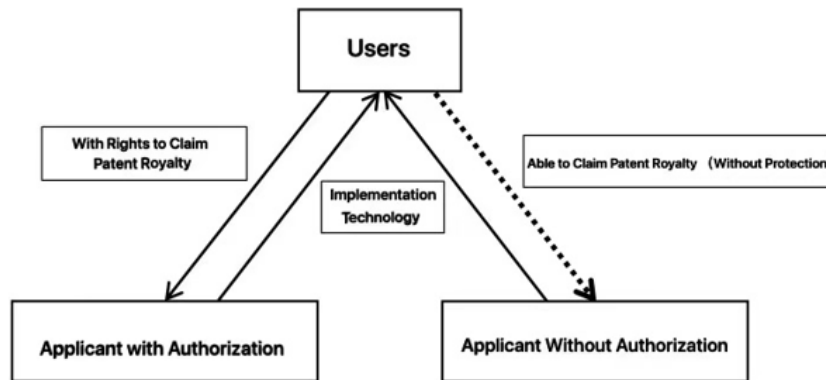 Users
With Rights to Claim
Patent Royalty
Implementation
Technology
Able to Claim Patent Royalty （Without Protection
Applicant with Authorization
Applicant Without Authorization